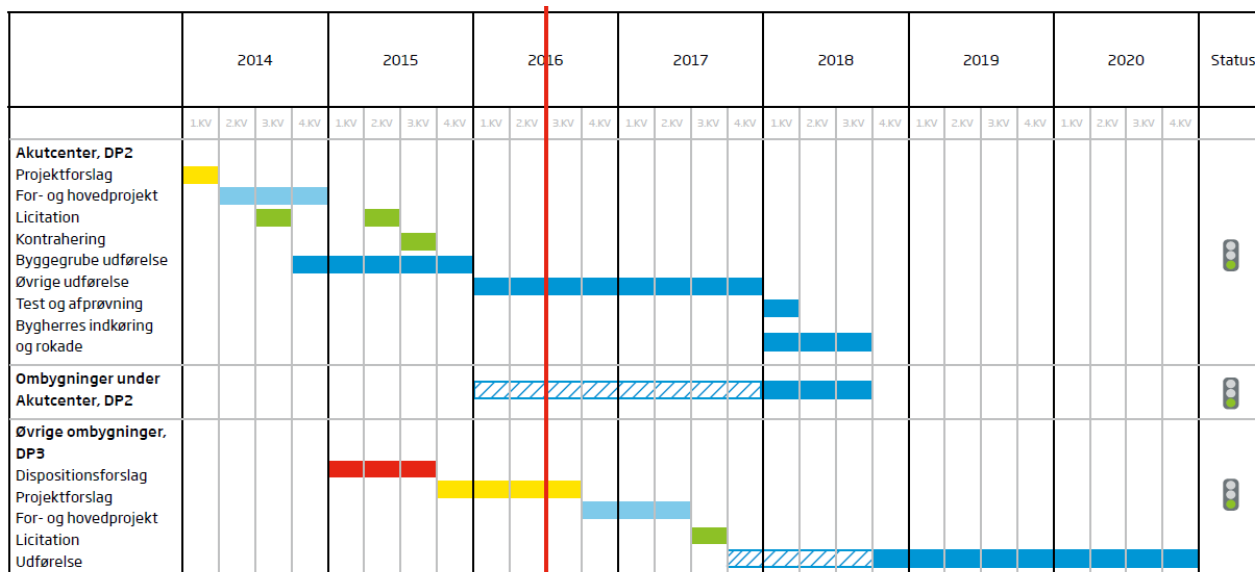 2014 2015 2016 2017 2018 2019 2020 Status
1.KV 2.KV 3.KV 4.KV 1.KV 2.KV 3.KV 4.KV 1.KV 2.KV 3.KV 4.KV 1.KV 2.KV 3.KV 4.KV 1.KV 2.KV 3.KV 4.KV 1.KV 2.KV 3.KV 4.KV 1.KV 2.KV 3.KV 4.KV
Akutcenter, DP2
Projektforslag
For- og hovedprojekt
Licitation
Kontrahering
Byggegrube udførelse
Øvrige udførelse
Test og afprøvning
Bygherres indkøring
og rokade
Ombygninger under
Akutcenter, DP2
Øvrige ombygninger,
DP3
Dispositionsforslag
Projektforslag
For- og hovedprojekt
Licitation
Udførelse